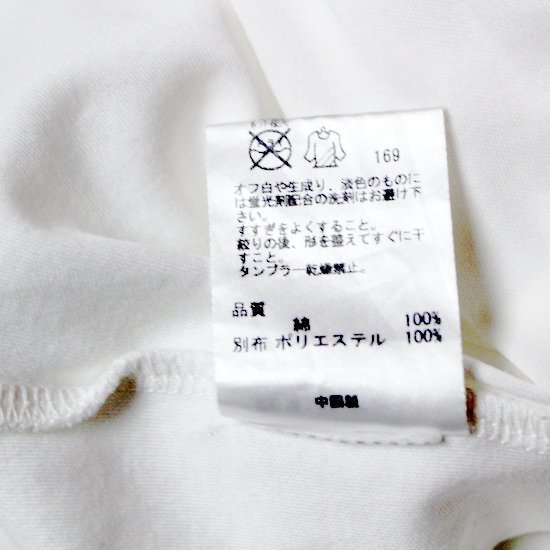 169
オフ白や生成り、淡色のものに
は蛍光剤配合の洗剤はお避け下
さい。
すすぎをよくすること。
絞りの後、形を整えてすぐに干
すこと。
タンブラー乾燥禁止。
品質
綿 100%
別布 ポリエステル 100%
中国製